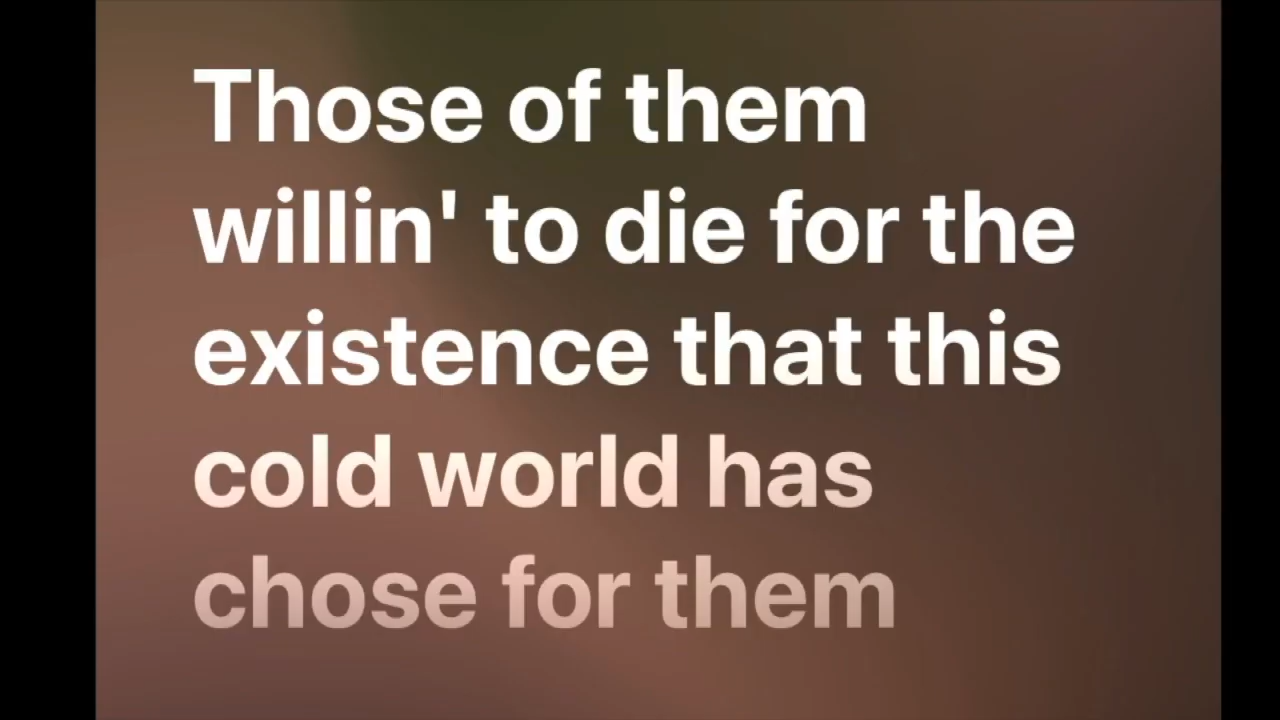 Those of them
willin' to die for the
existence that this
cold world has
chose for them